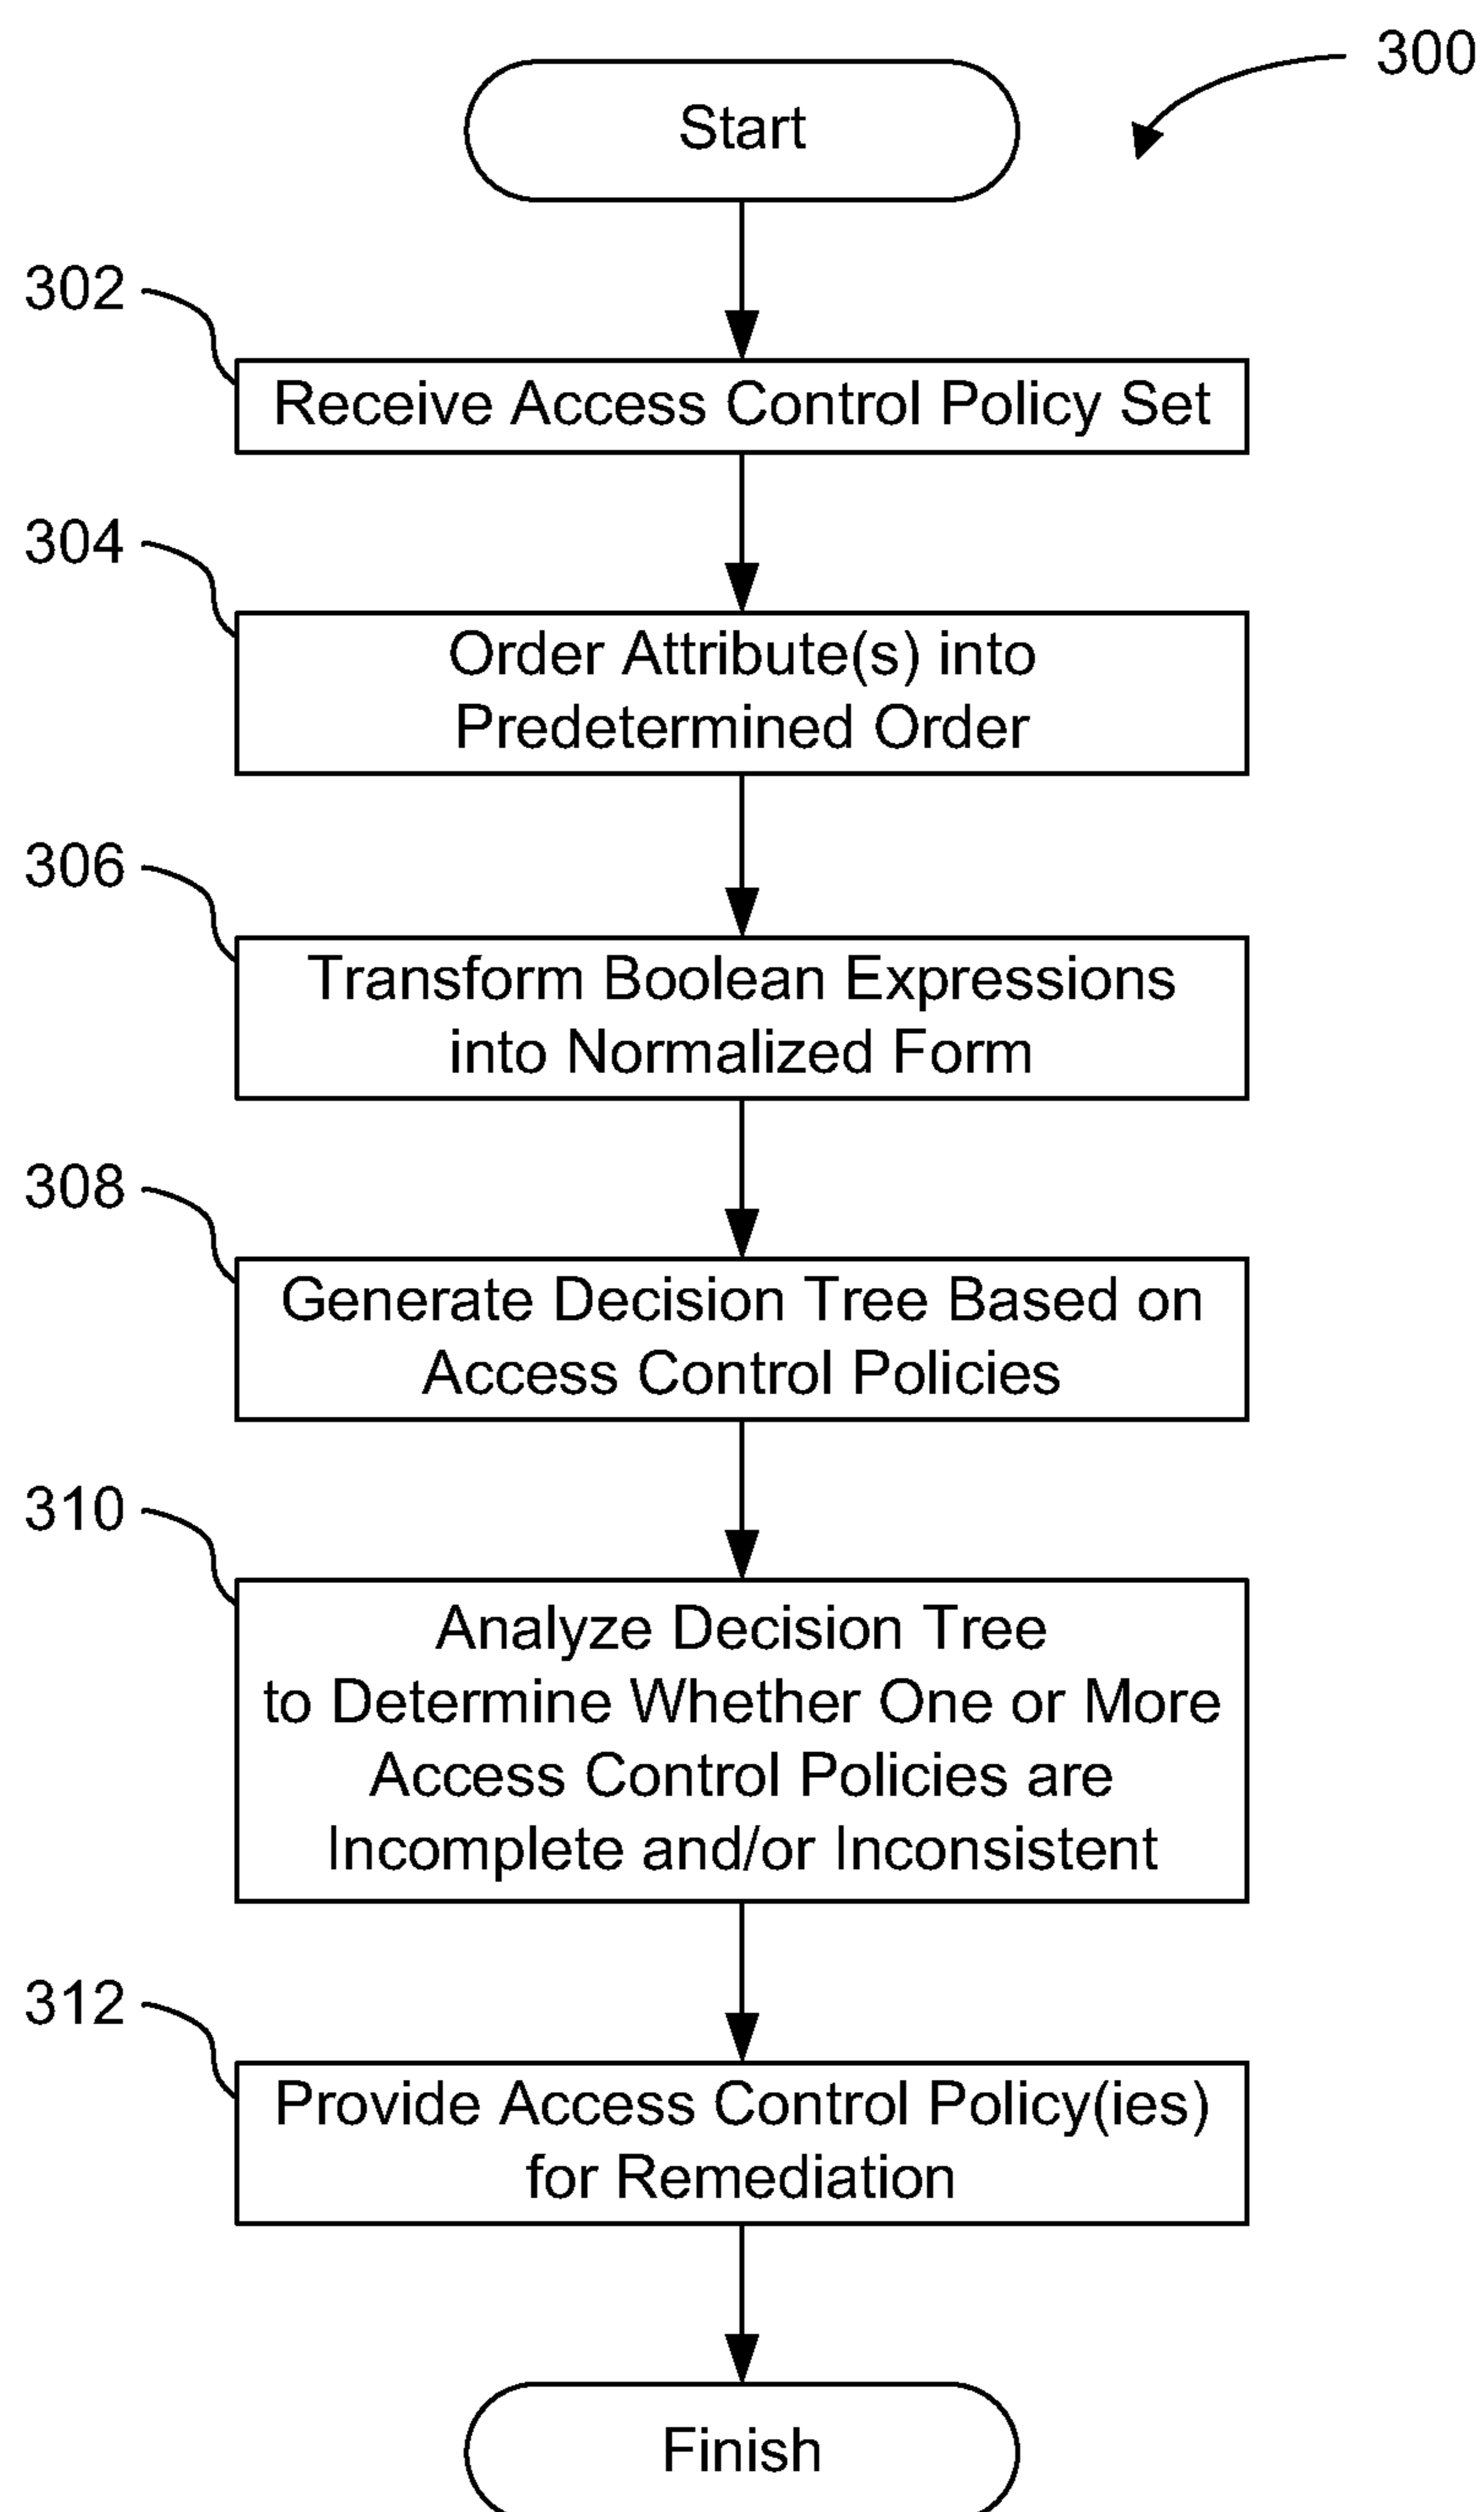 300
Start
302
Receive Access Control Policy Set
304
Order Attribute(s) into
Predetermined Order
306
Transform Boolean Expressions
into Normalized Form
308
Generate Decision Tree Based on
Access Control Policies
310
Analyze Decision Tree
to Determine Whether One or More
Access Control Policies are
Incomplete and/or Inconsistent
312
Provide Access Control Policy(ies)
for Remediation
Finish